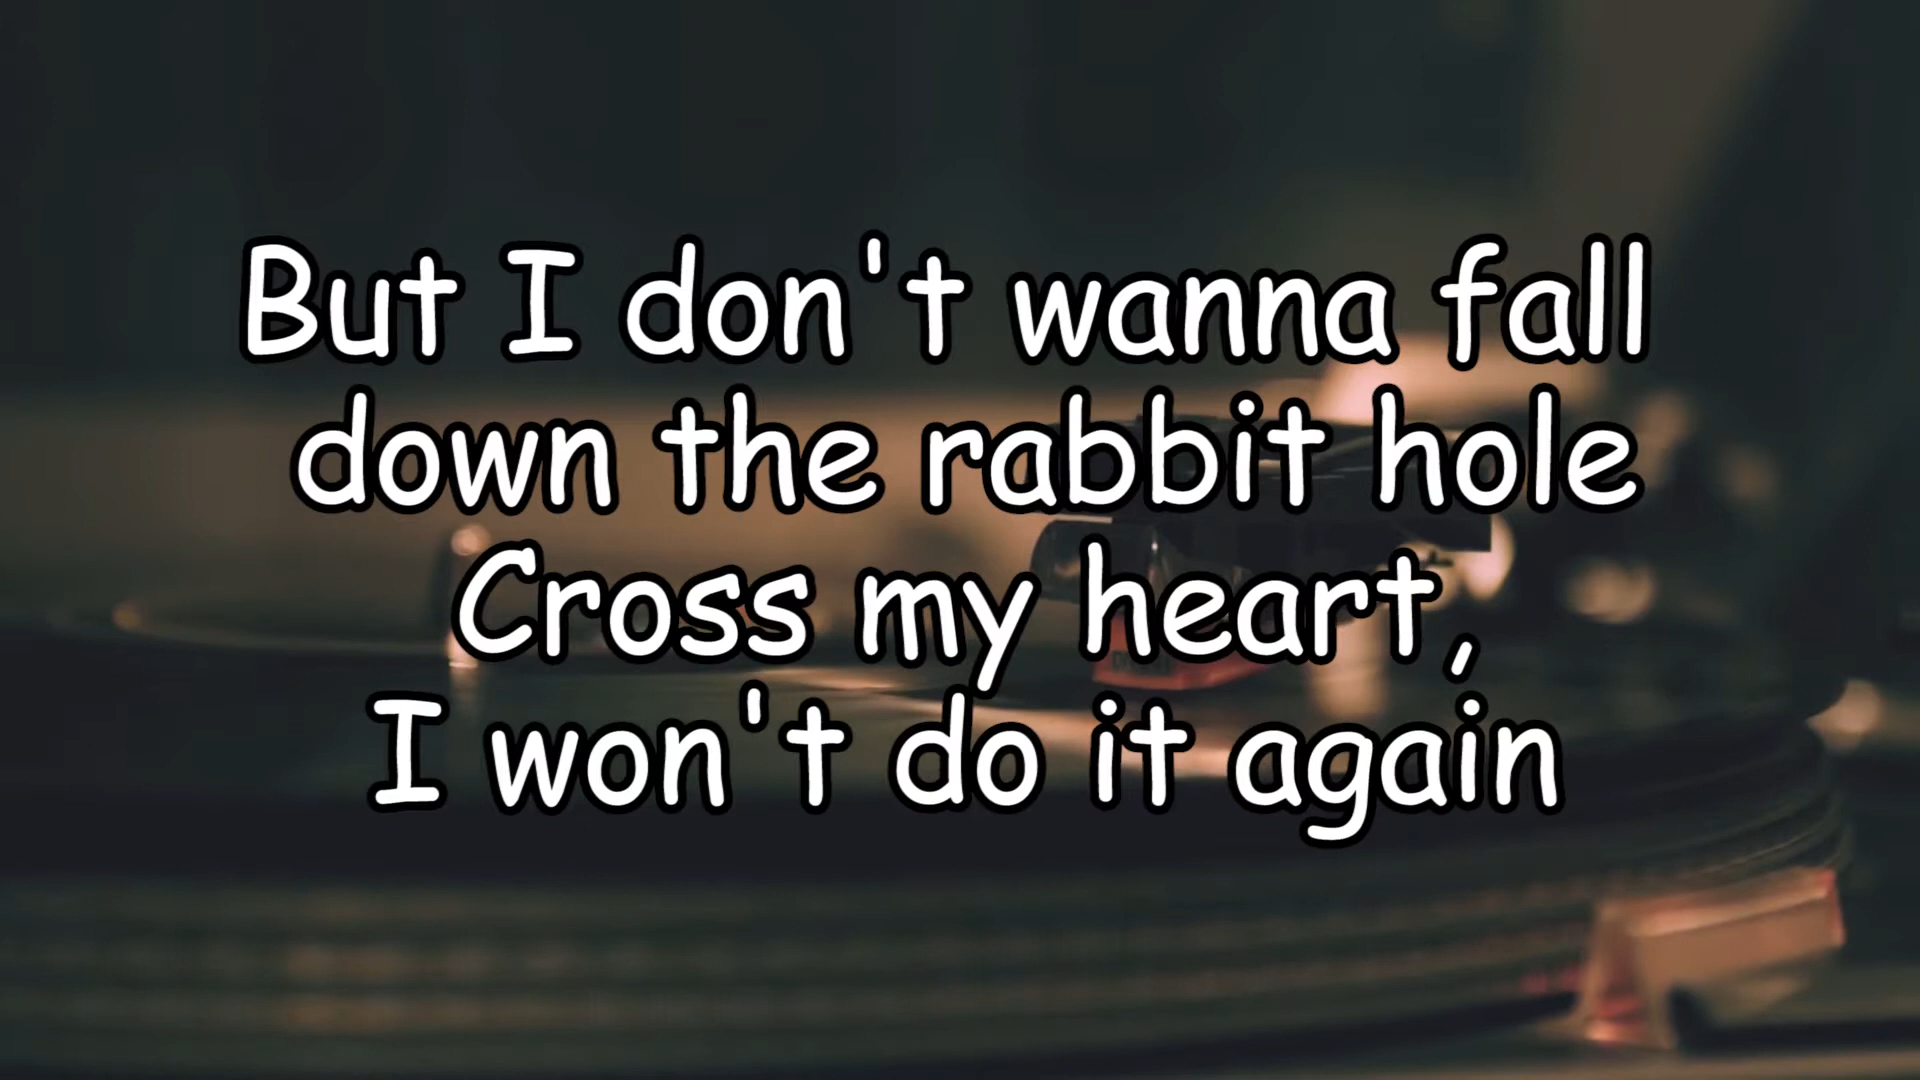 But I don't wanna fall
down the rabbit hole
Cross my heart,
I won't do it again